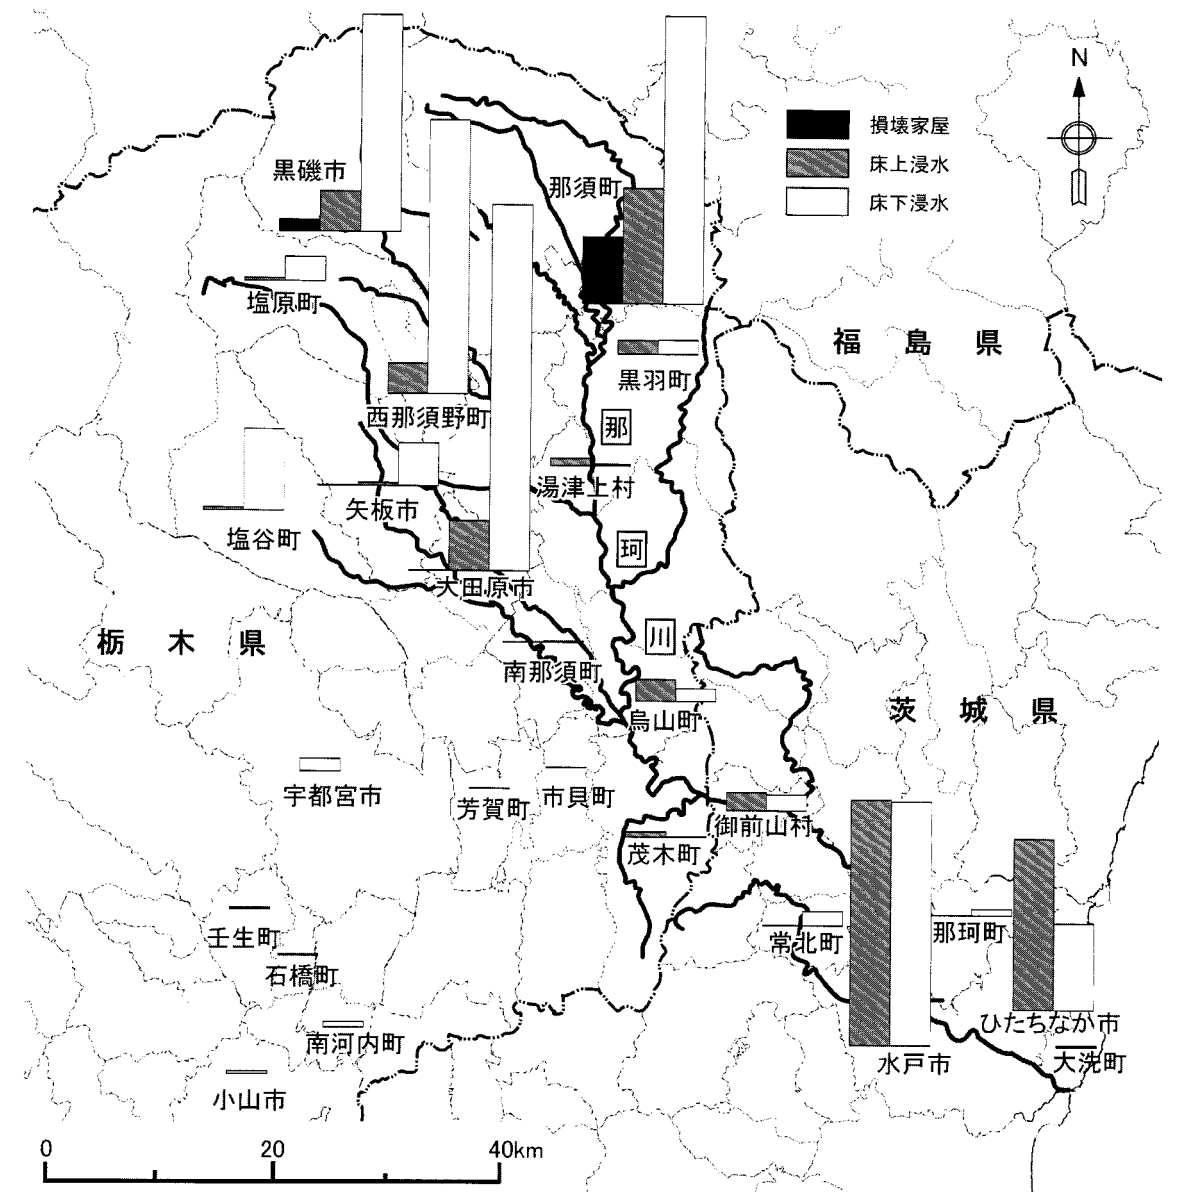 N
損壊家屋
床上浸水
床下浸水
黒磯市
那須町
塩原町
福島県
黒羽町
西那須野町
那
湯津上村
矢板市
塩谷町
珂
大田原市
川
栃木県
南那須町
烏山町
茨城県
宇都宮市
芳賀町
市貝町
御前山村
茂木町
壬生町
常北町
那珂町
石橋町
ひたちなか市
南河内町
水戸市
大洗町
小山市
0 20 40km